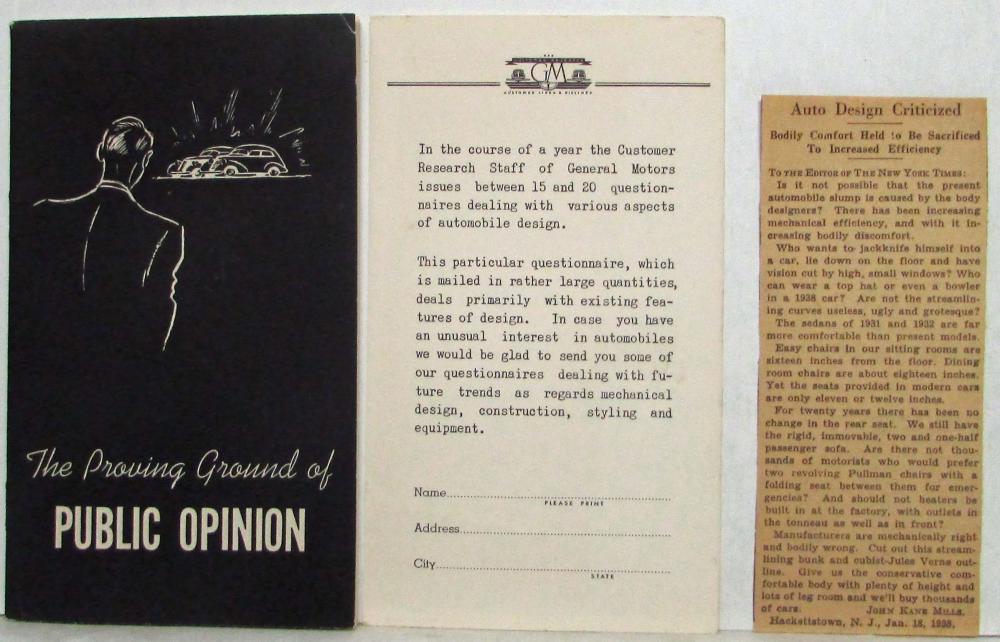 The Proving Ground of
PUBLIC OPINION
CUSTOMER RESEARCH
GM
CUSTOMER LIKES & DISLIKES
In the course of a year the Customer
Research Staff of General Motors
issues between 15 and 20 question-
naires dealing with various aspects
of automobile design.
This particular questionnaire, which
is mailed in rather large quantities,
deals primarily with existing fea-
tures of design. In case you have
an unusual interest in automobiles
we would be glad to send you some of
our questionnaires dealing with fu-
ture trends as regards mechanical
design, construction, styling and
equipment.
Name
PLEASE PRINT
Address
City
STATE
Auto Design Criticized
Bodily Comfort Held to Be Sacrificed
To Increased Efficiency
TO THE EDITOR OF THE NEW YORK TIMES:
Is it not possible that the present
automobile slump is caused by the body
designers? There has been increasing
mechanical efficiency, and with it in-
creasing bodily discomfort.
Who wants to jackknife himself into
a car, lie down on the floor and have
vision cut by high, small windows? Who
can wear a top hat or even a bowler
in a 1938 car? Are not the streamlin-
ing curves useless, ugly and grotesque?
The sedans of 1931 and 1932 are far
more comfortable than present models.
Easy chairs in our sitting rooms are
sixteen inches from the floor. Dining
room chairs are about eighteen inches.
Yet the seats provided in modern cars
are only eleven or twelve inches.
For twenty years there has been no
change in the rear seat. We still have
the rigid, immovable, two and one-half
passenger sofa. Are there not thou-
sands of motorists who would prefer
two revolving Pullman chairs with a
folding seat between them for emer-
gencies? And should not heaters be
built in at the factory, with outlets in
the tonneau as well as in front?
Manufacturers are mechanically right
and bodily wrong. Cut out this stream-
lining bunk and cubist-Jules Verne out-
line. Give us the conservative com-
fortable body with plenty of height and
lots of leg room and we'll buy thousands
of cars. JOHN KANE MILLS.
Hackettstown, N. J., Jan. 18, 1938.